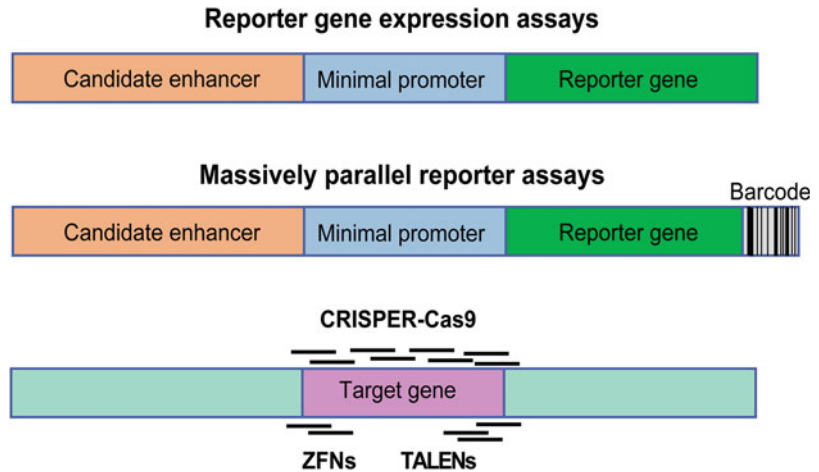 Reporter gene expression assays
Candidate enhancer Minimal promoter Reporter gene
Massively parallel reporter assays
Barcode
Candidate enhancer Minimal promoter Reporter gene
CRISPER-Cas9
Target gene
ZFNs TALENs